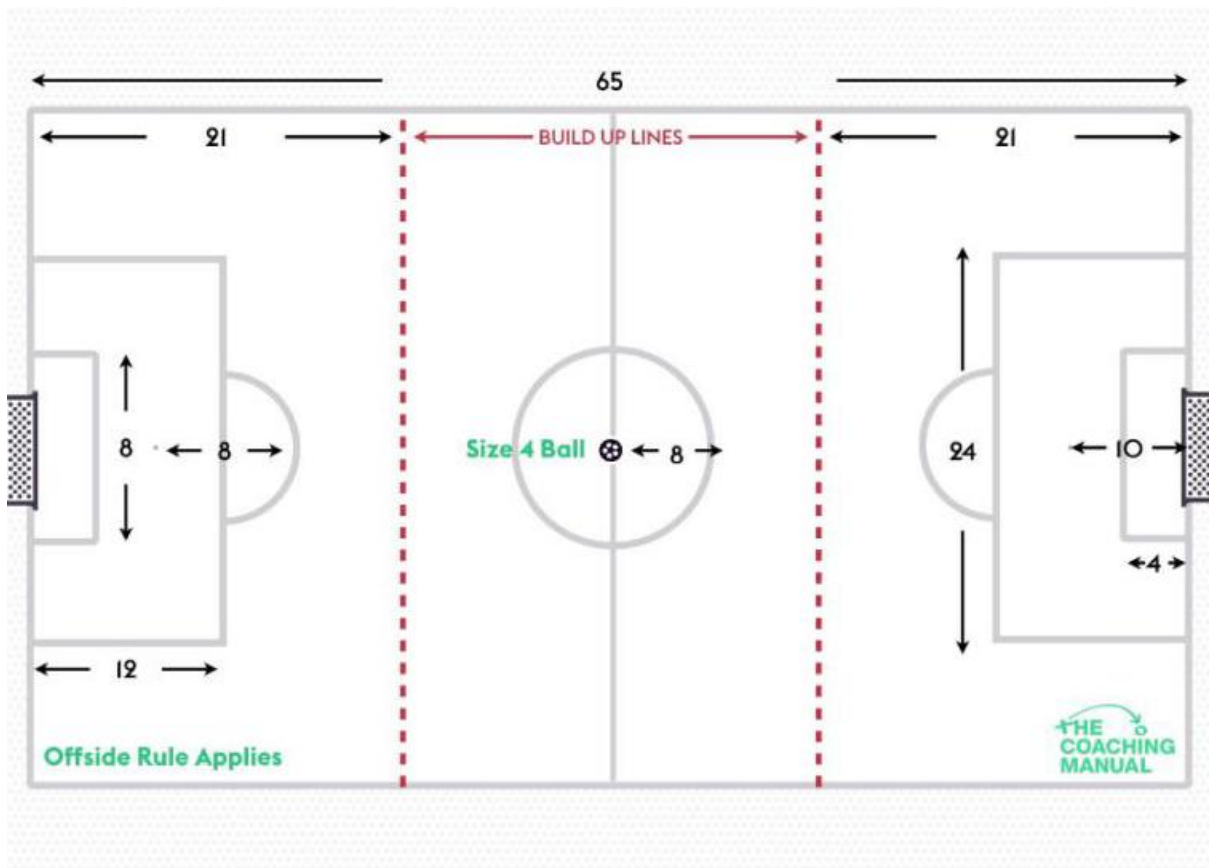 65
21
BUILD UP LINES
21
8
8
Size 4 Ball
8
24
10
4
12
Offside Rule Applies
THE
COACHING
MANUAL